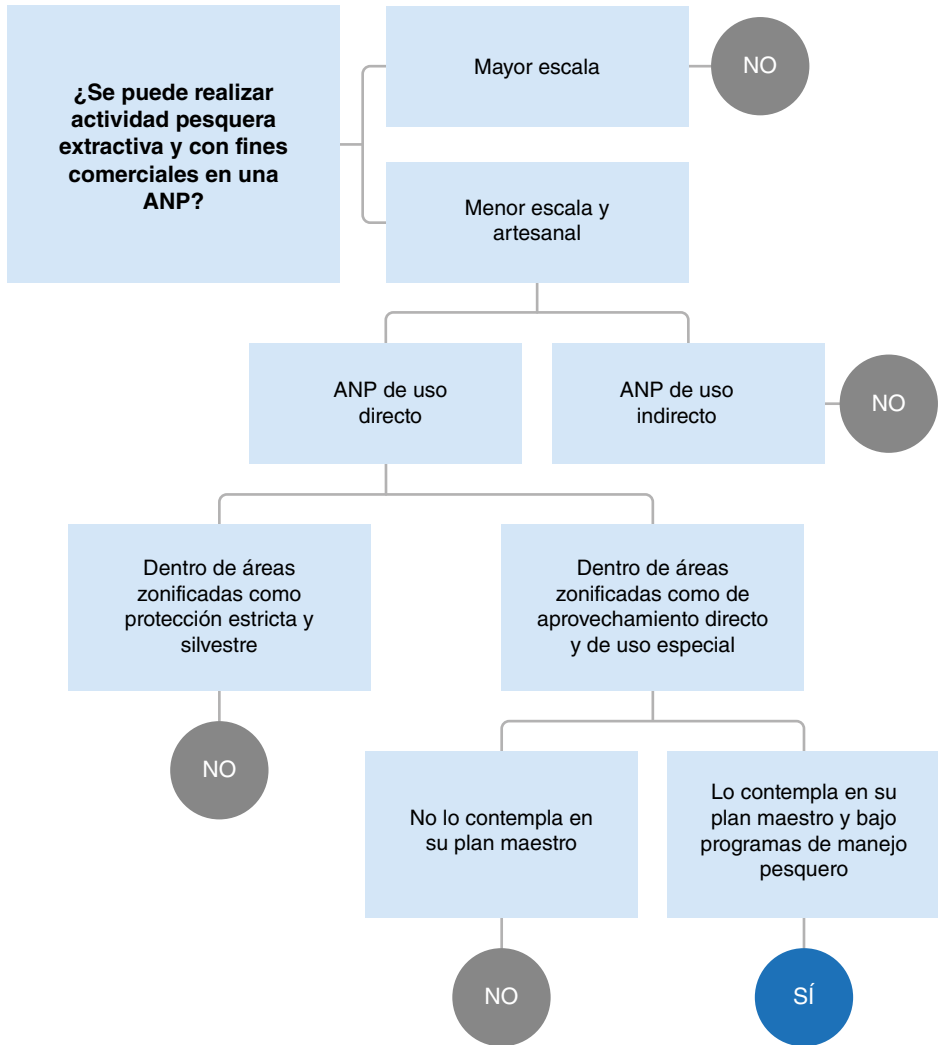 ¿Se puede realizar
actividad pesquera
extractiva y con fines
comerciales en una
ANP?
Mayor escala
NO
Menor escala y
artesanal
ANP de uso
directo
ANP de uso
indirecto
NO
Dentro de áreas
zonificadas como
protección estricta y
silvestre
Dentro de áreas
zonificadas como de
aprovechamiento directo
y de uso especial
NO
No lo contempla en
su plan maestro
Lo contempla en su
plan maestro y bajo
programas de manejo
pesquero
NO
SÍ